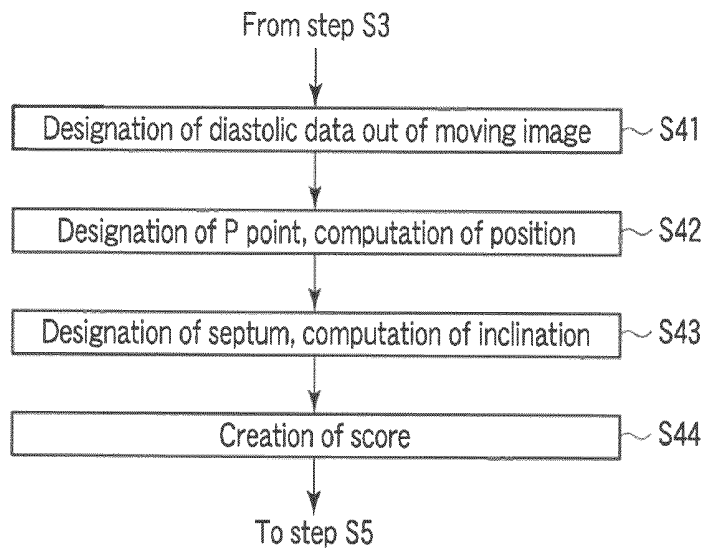 From step S3
Designation of diastolic data out of moving image S41
Designation of P point, computation of position S42
Designation of septum, computation of inclination S43
Creation of score S44
To step S5